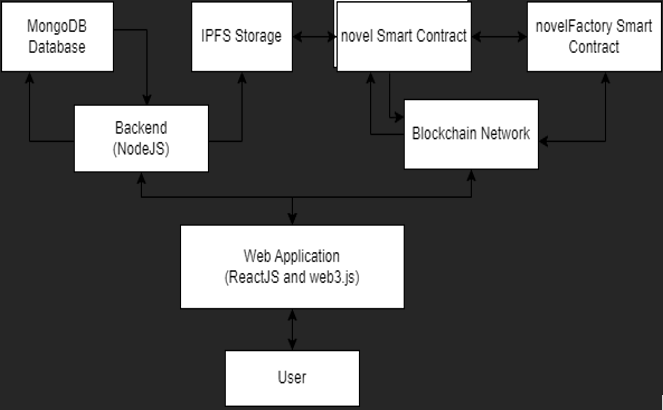 MongoDB
Database
IPFS Storage
novel Smart Contract
novelFactory Smart
Contract
Backend
(NodeJS)
Blockchain Network
Web Application
(ReactJS and web3.js)
User